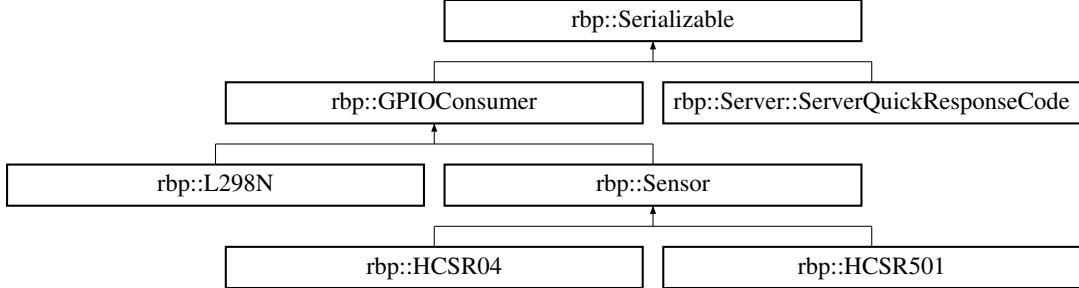 rbp::Serializable
rbp::GPIOConsumer
rbp::Server::ServerQuickResponseCode
rbp::L298N
rbp::Sensor
rbp::HCSR04
rbp::HCSR501